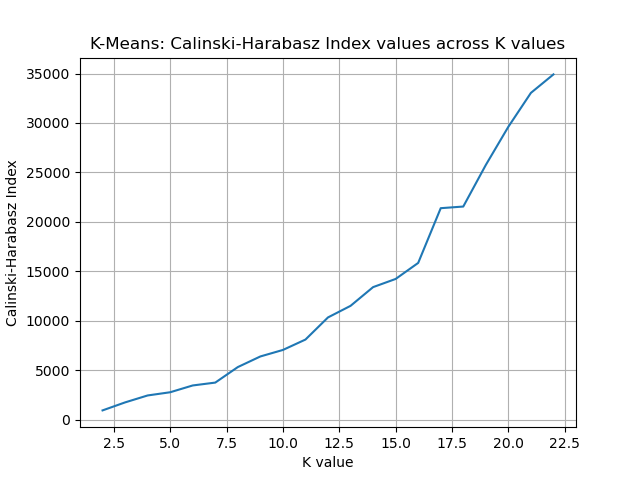 K-Means: Calinski-Harabasz Index values across K values
35000
30000
25000
20000
15000
10000
5000
0
Calinski-Harabasz Index
2.5 5.0 7.5 10.0 12.5 15.0 17.5 20.0 22.5
K value